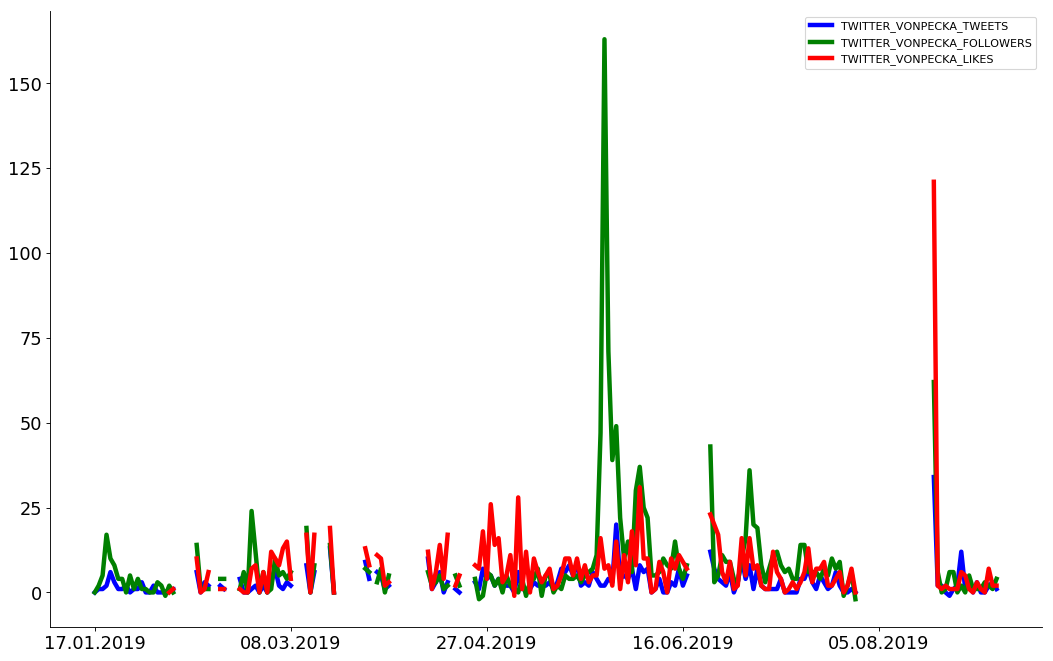 TWITTER_VONPECKA_TWEETS
TWITTER_VONPECKA_FOLLOWERS
TWITTER_VONPECKA_LIKES
150
125
100
75
50
25
0
17.01.2019 08.03.2019 27.04.2019 16.06.2019 05.08.2019